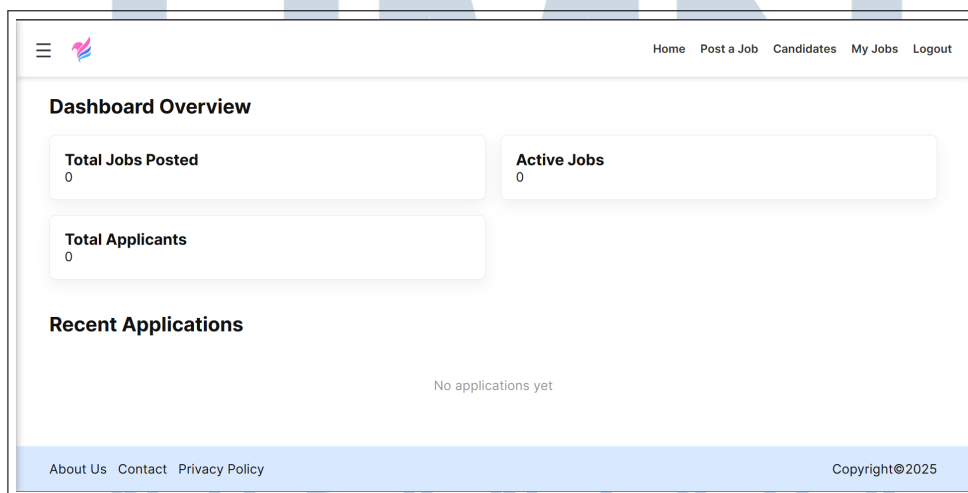 ☰ Home Post a Job Candidates My Jobs Logout
Dashboard Overview
Total Jobs Posted
0
Active Jobs
0
Total Applicants
0
Recent Applications
No applications yet
About Us Contact Privacy Policy Copyright©2025